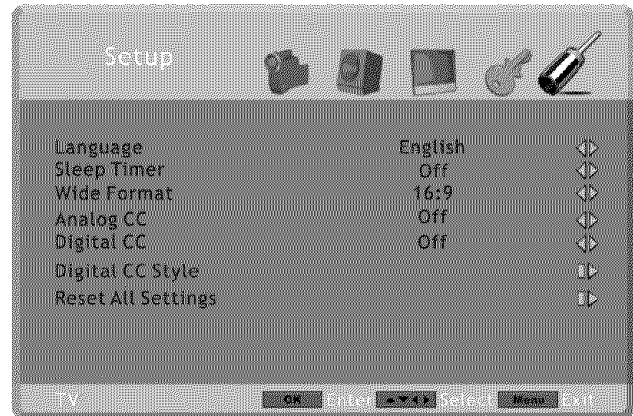 Setup
Language English
Sleep Timer Off
Wide Format 16:9
Analog CC Off
Digital CC Off
Digital CC Style
Reset All Settings
TV OK Enter Select Menu Exit